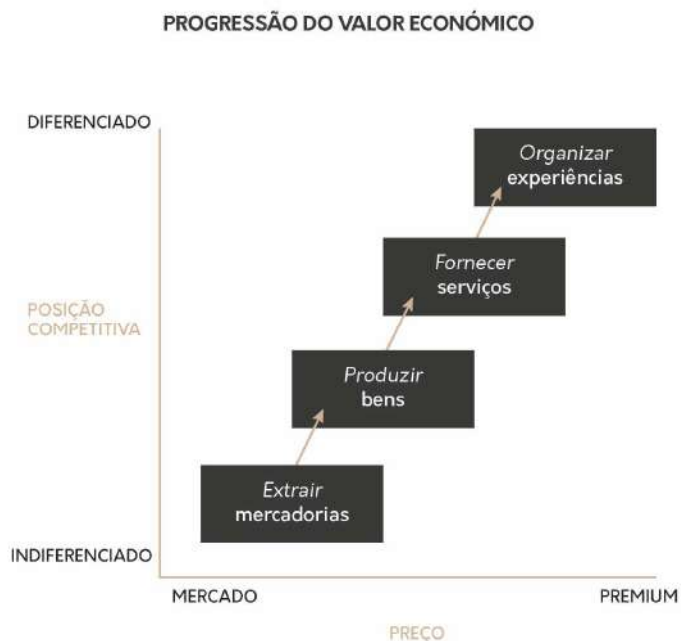 PROGRESSÃO DO VALOR ECONÓMICO
DIFERENCIADO
Organizar
experiências
Fornecer
serviços
POSIÇÃO
COMPETITIVA
Produzir
bens
Extrair
mercadorias
INDIFERENCIADO
MERCADO
PREMIUM
PREÇO